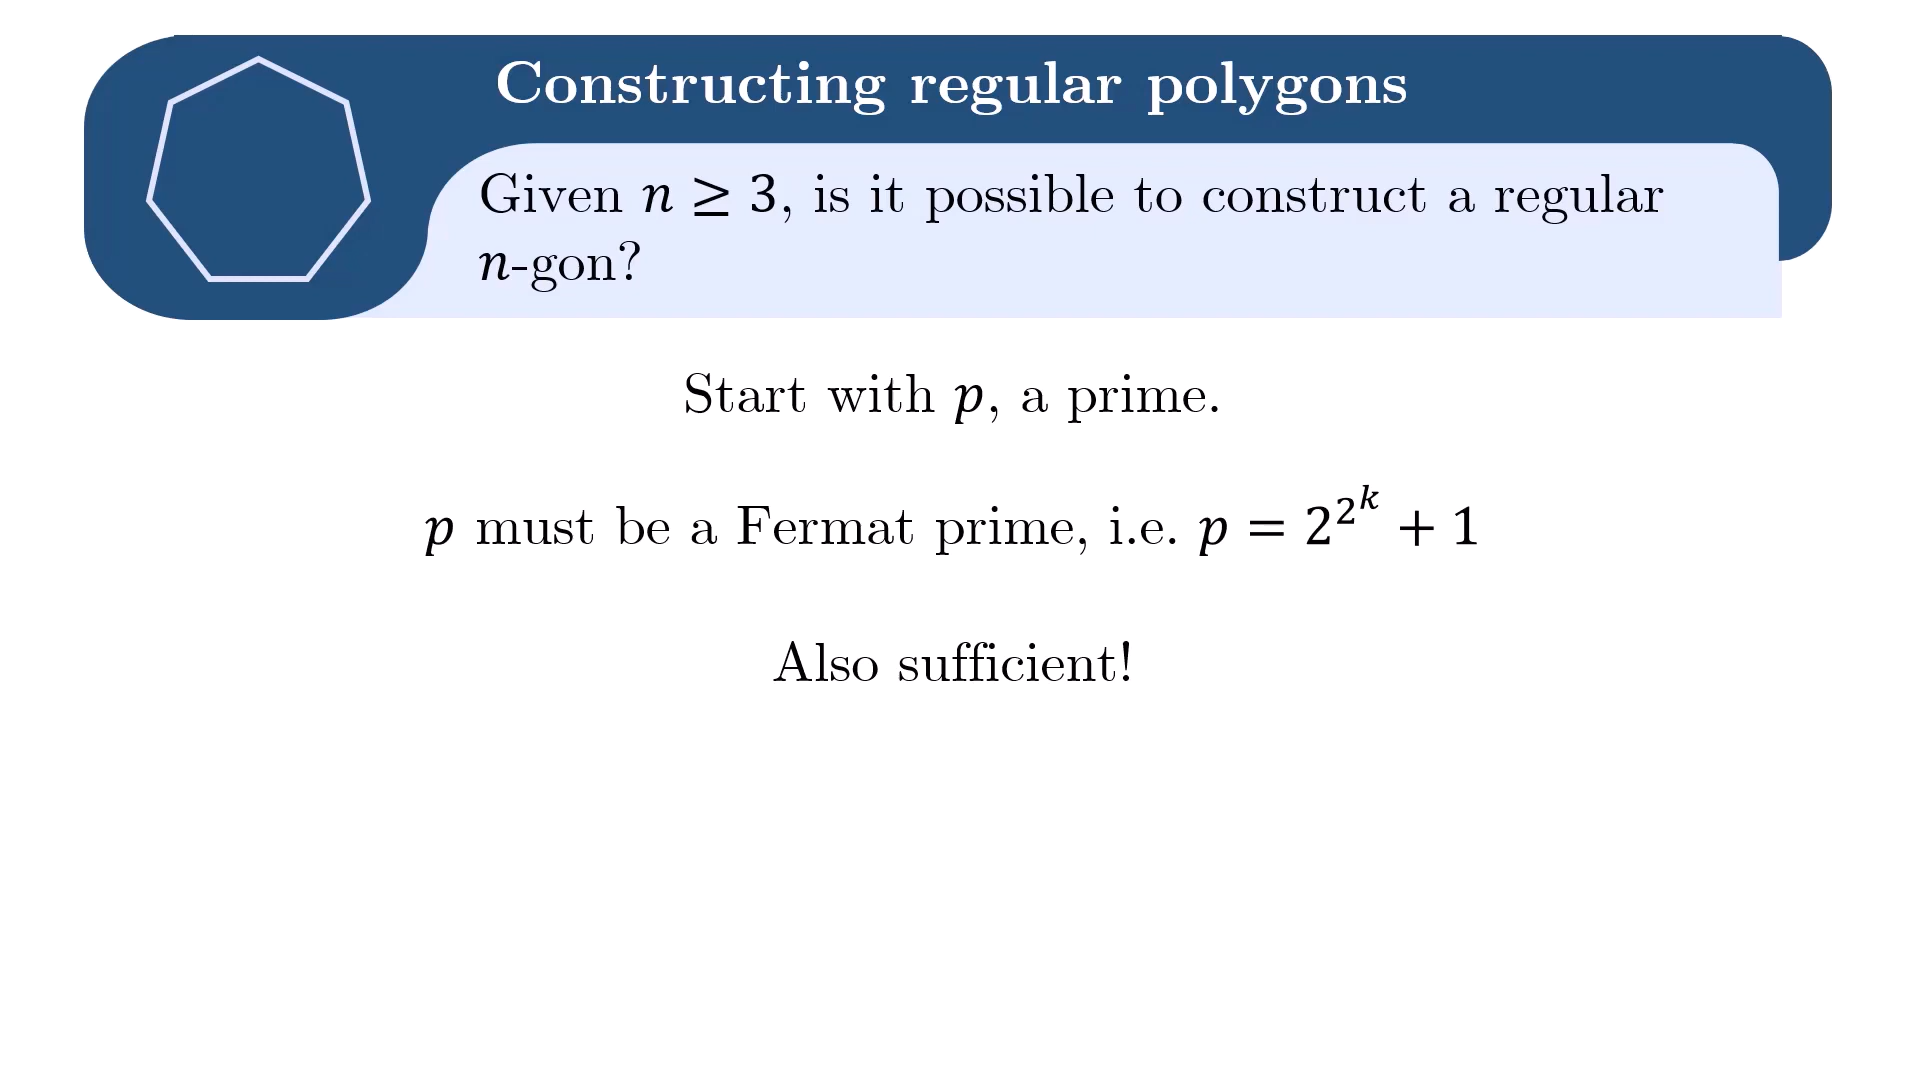 Constructing regular polygons
Given n ≥ 3, is it possible to construct a regular
n-gon?
Start with p, a prime.
p must be a Fermat prime, i.e. p = 2^{2^k} + 1
Also sufficient!